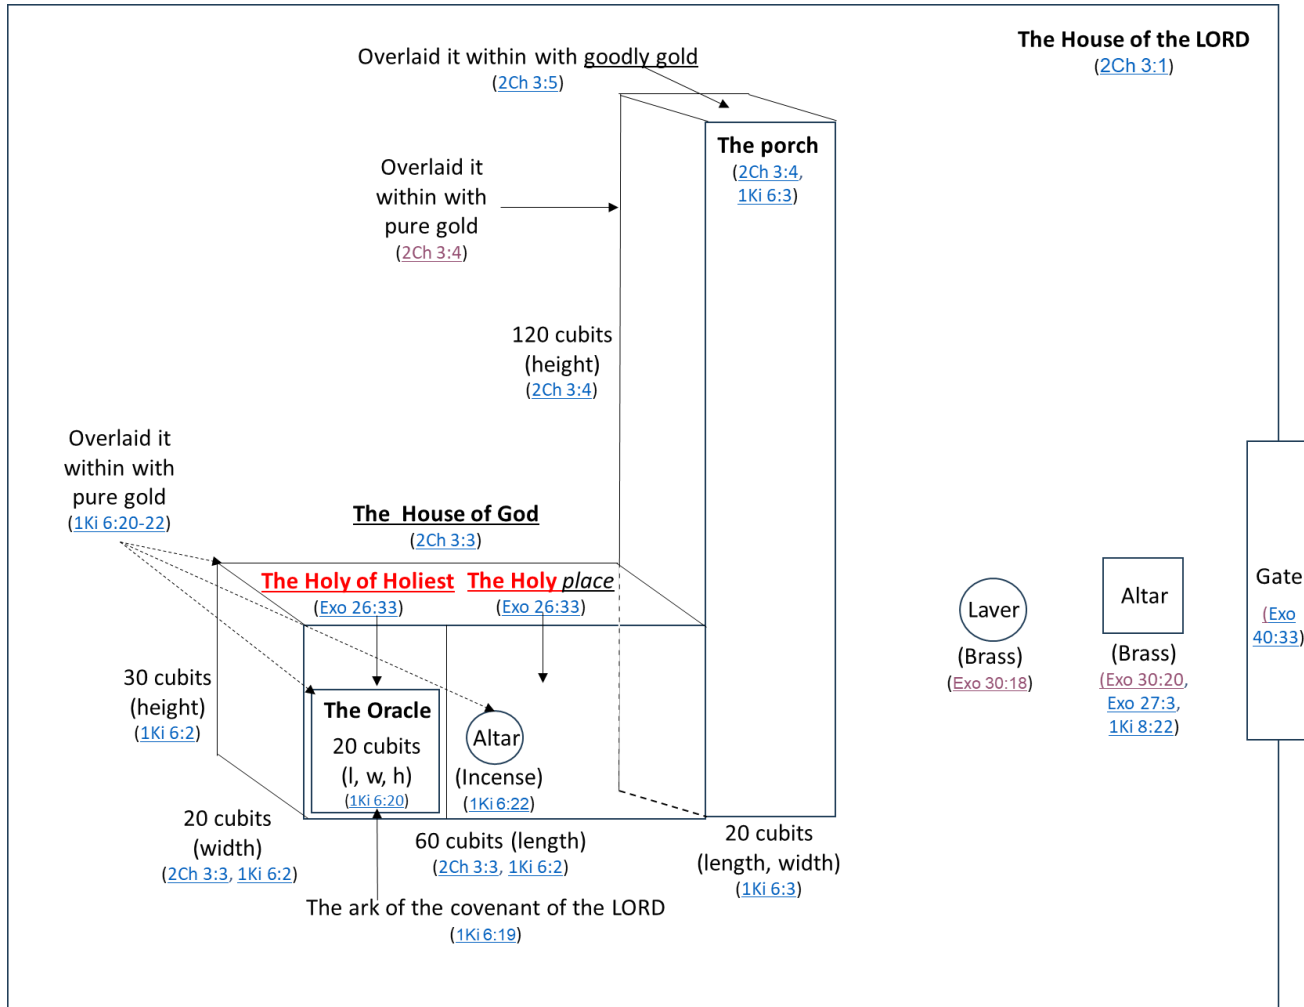 The House of the LORD
(2Ch 3:1)
Overlaid it within with goodly gold
(2Ch 3:5)
The porch
(2Ch 3:4,
1Ki 6:3)
Overlaid it
within with
pure gold
(2Ch 3:4)
120 cubits
(height)
(2Ch 3:4)
Overlaid it
within with
pure gold
(1Ki 6:20-22)
The House of God
(2Ch 3:3)
The Holy of Holiest
(Exo 26:33)
The Holy place
(Exo 26:33)
30 cubits
(height)
(1Ki 6:2)
The Oracle
20 cubits
(l, w, h)
(1Ki 6:20)
Altar
(Incense)
(1Ki 6:22)
20 cubits
(width)
(2Ch 3:3, 1Ki 6:2)
60 cubits (length)
(2Ch 3:3, 1Ki 6:2)
20 cubits
(length, width)
(1Ki 6:3)
The ark of the covenant of the LORD
(1Ki 6:19)
Laver
(Brass)
(Exo 30:18)
Altar
(Brass)
(Exo 30:20,
Exo 27:3,
1Ki 8:22)
Gate
(Exo
40:33)